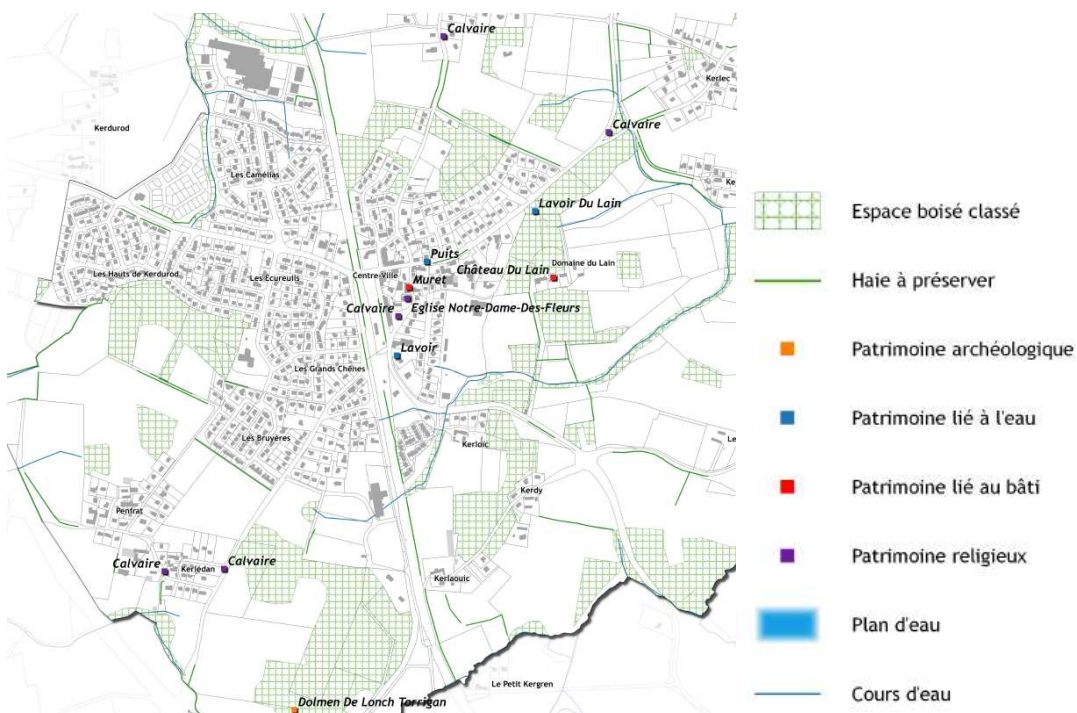 Calvaire
Kerlec
Kerdurod
Calvaire
Les Camélias
Lavoir Du Lain
Puits
Les Hauts de Kerdurod
Les Ecureuils
Centre-Ville
Château Du Lain
Domaine du Lain
Muret
Calvaire
Eglise Notre-Dame-Des-Fleurs
Lavoir
Les Grands Chênes
Les Bruyères
Kerloïc
Kerdy
Penfrat
Calvaire
Kerlédan
Calvaire
Kerlaouic
Le Petit Kergren
Dolmen De Lonch Torrigan
Espace boisé classé
Haie à préserver
Patrimoine archéologique
Patrimoine lié à l'eau
Patrimoine lié au bâti
Patrimoine religieux
Plan d'eau
Cours d'eau